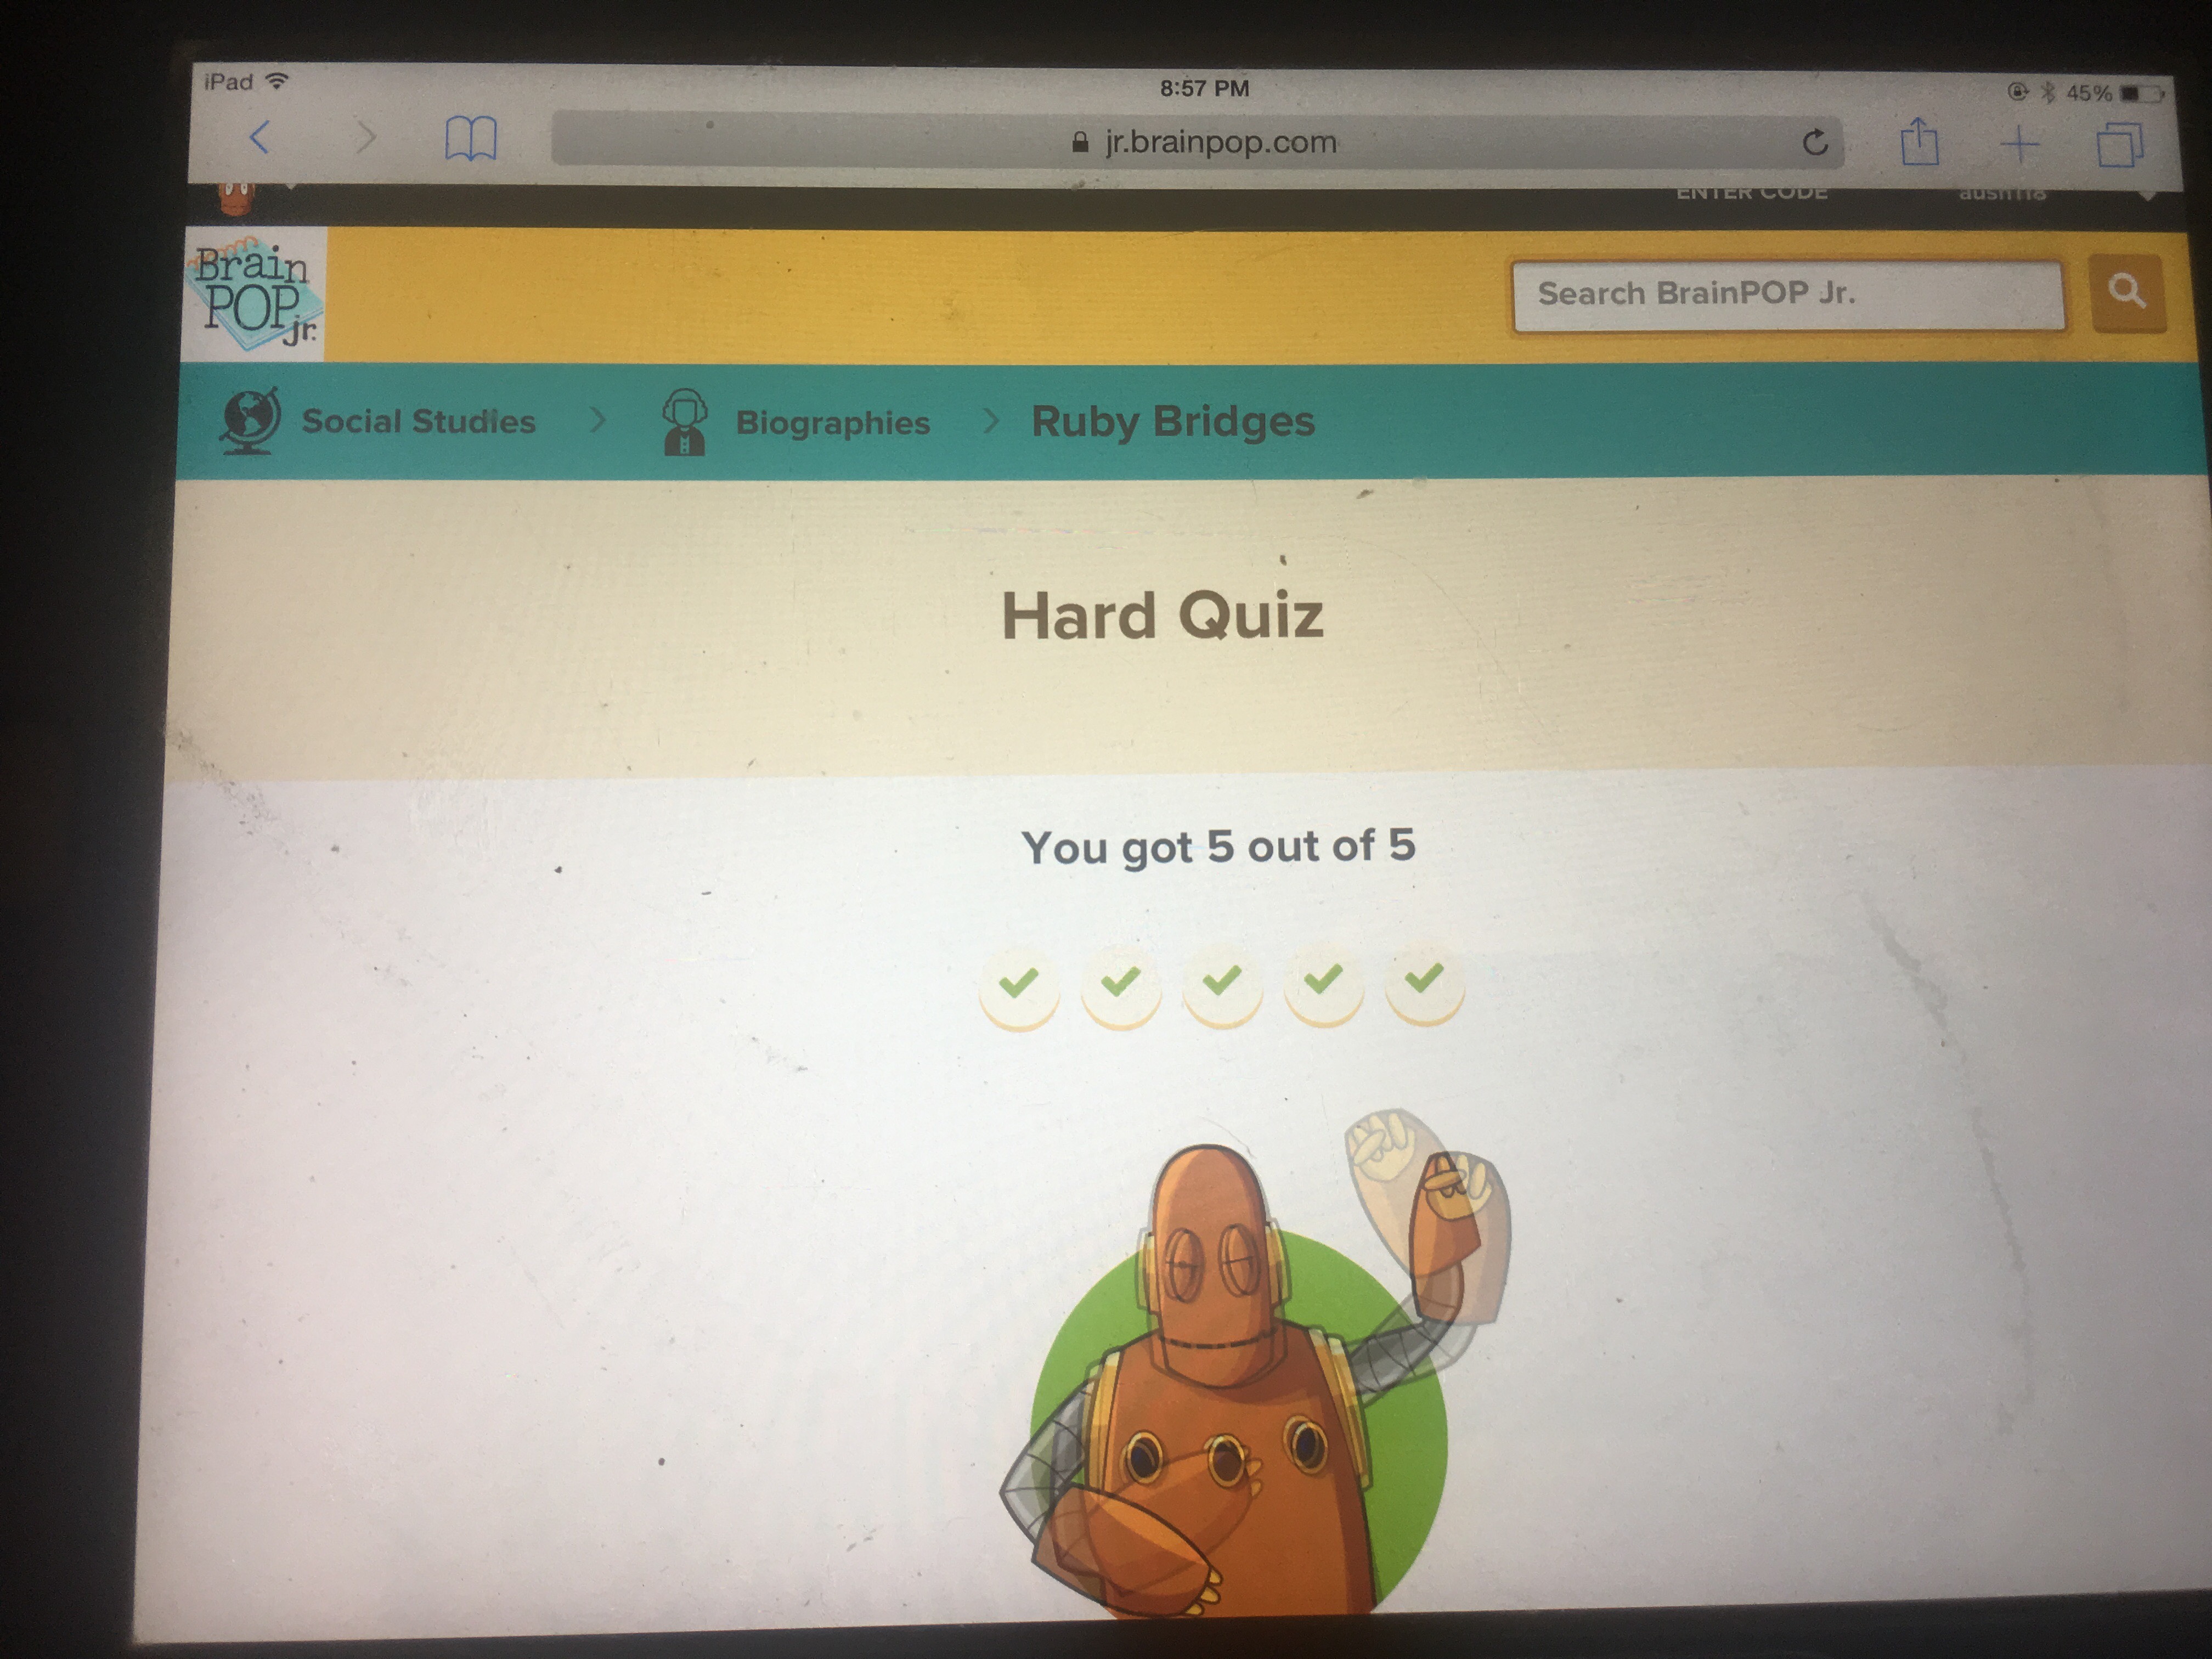 iPad
8:57 PM
45%
jr.brainpop.com
ENTER CODE
Brain
POP
jr.
Search BrainPOP Jr.
Social Studies > Biographies > Ruby Bridges
Hard Quiz
You got 5 out of 5